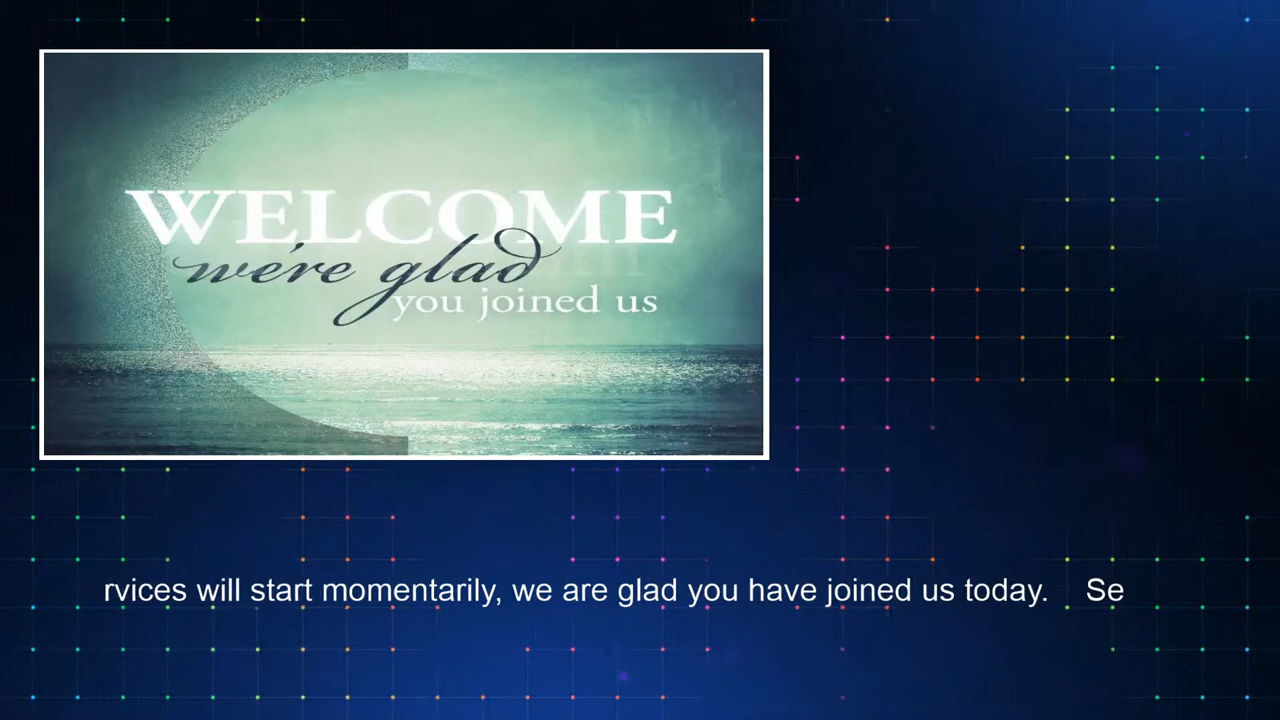 WELCOME
we're glad
you joined us
rvices will start momentarily, we are glad you have joined us today. Se